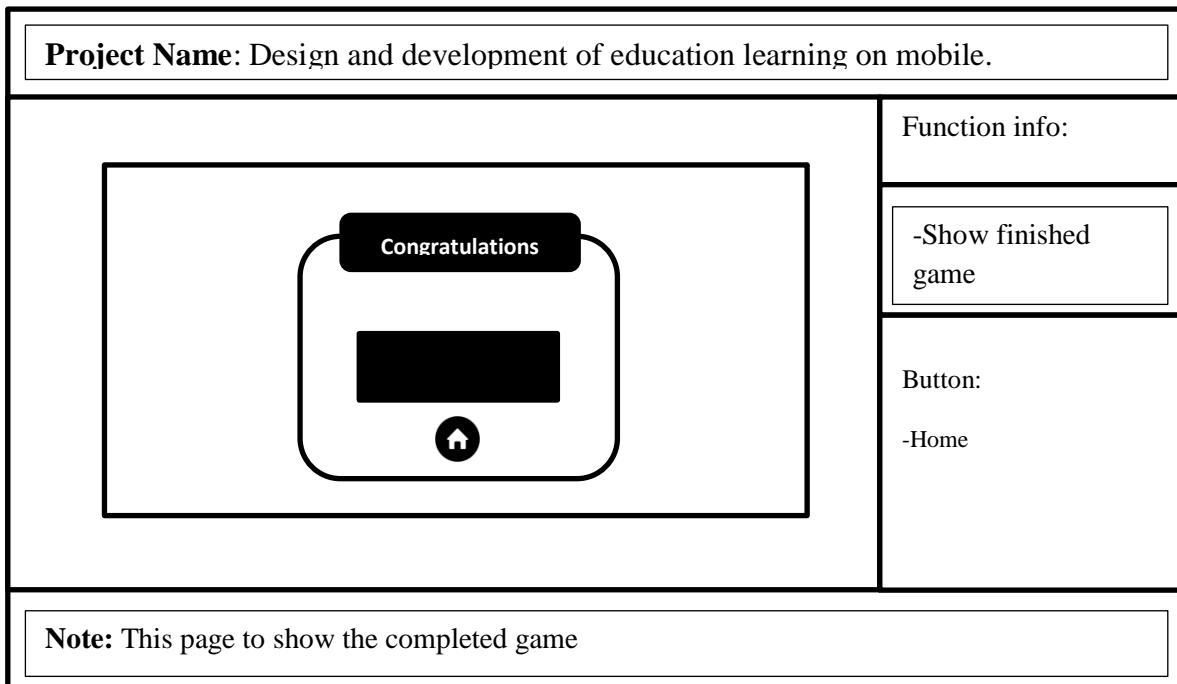 Project Name: Design and development of education learning on mobile.
Function info:
Congratulations
-Show finished
game
Button:
-Home
Note: This page to show the completed game